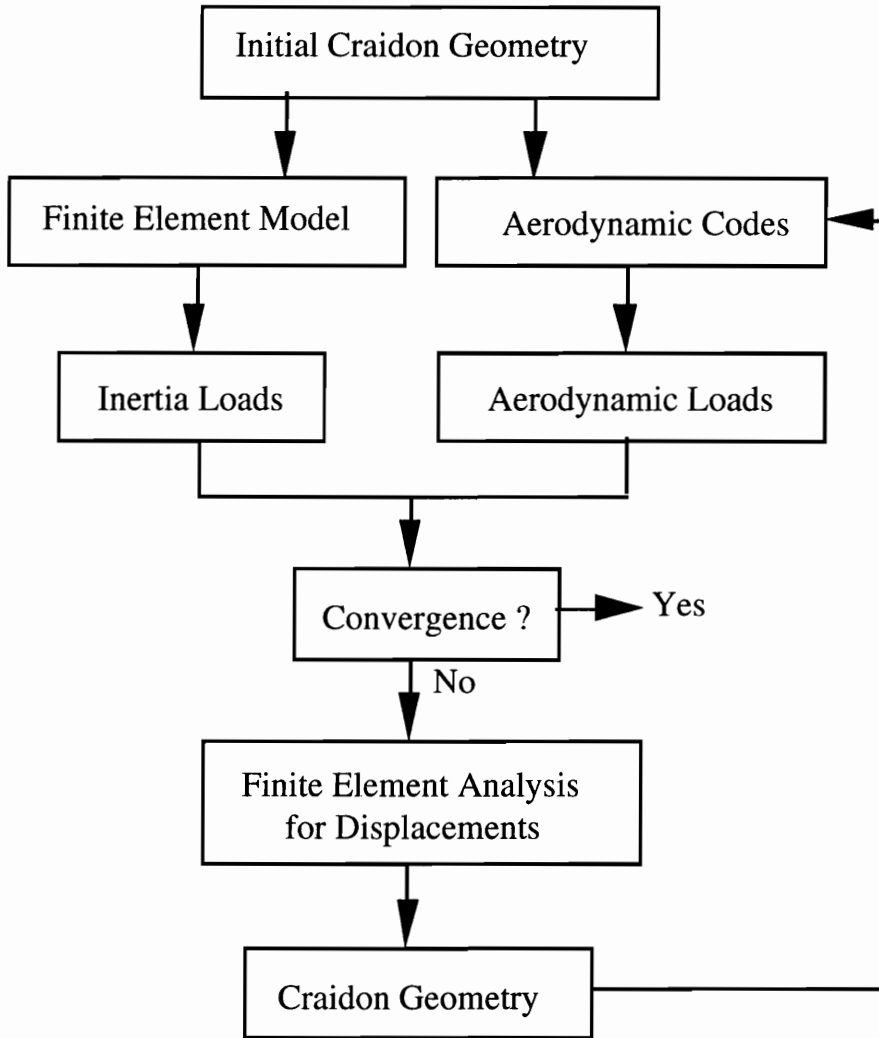 Initial Craidon Geometry
Finite Element Model
Aerodynamic Codes
Inertia Loads
Aerodynamic Loads
Convergence ?
Yes
No
Finite Element Analysis
for Displacements
Craidon Geometry